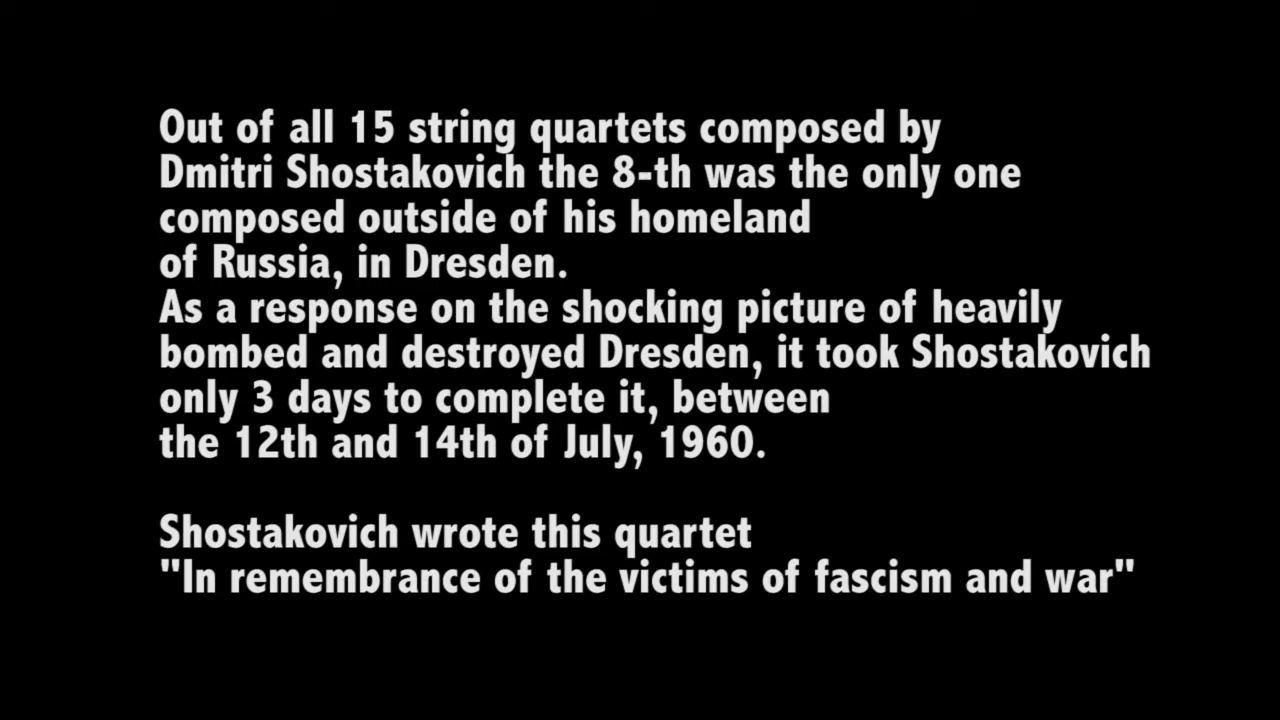 Out of all 15 string quartets composed by
Dmitri Shostakovich the 8-th was the only one
composed outside of his homeland
of Russia, in Dresden.
As a response on the shocking picture of heavily
bombed and destroyed Dresden, it took Shostakovich
only 3 days to complete it, between
the 12th and 14th of July, 1960.
Shostakovich wrote this quartet
"In remembrance of the victims of fascism and war"